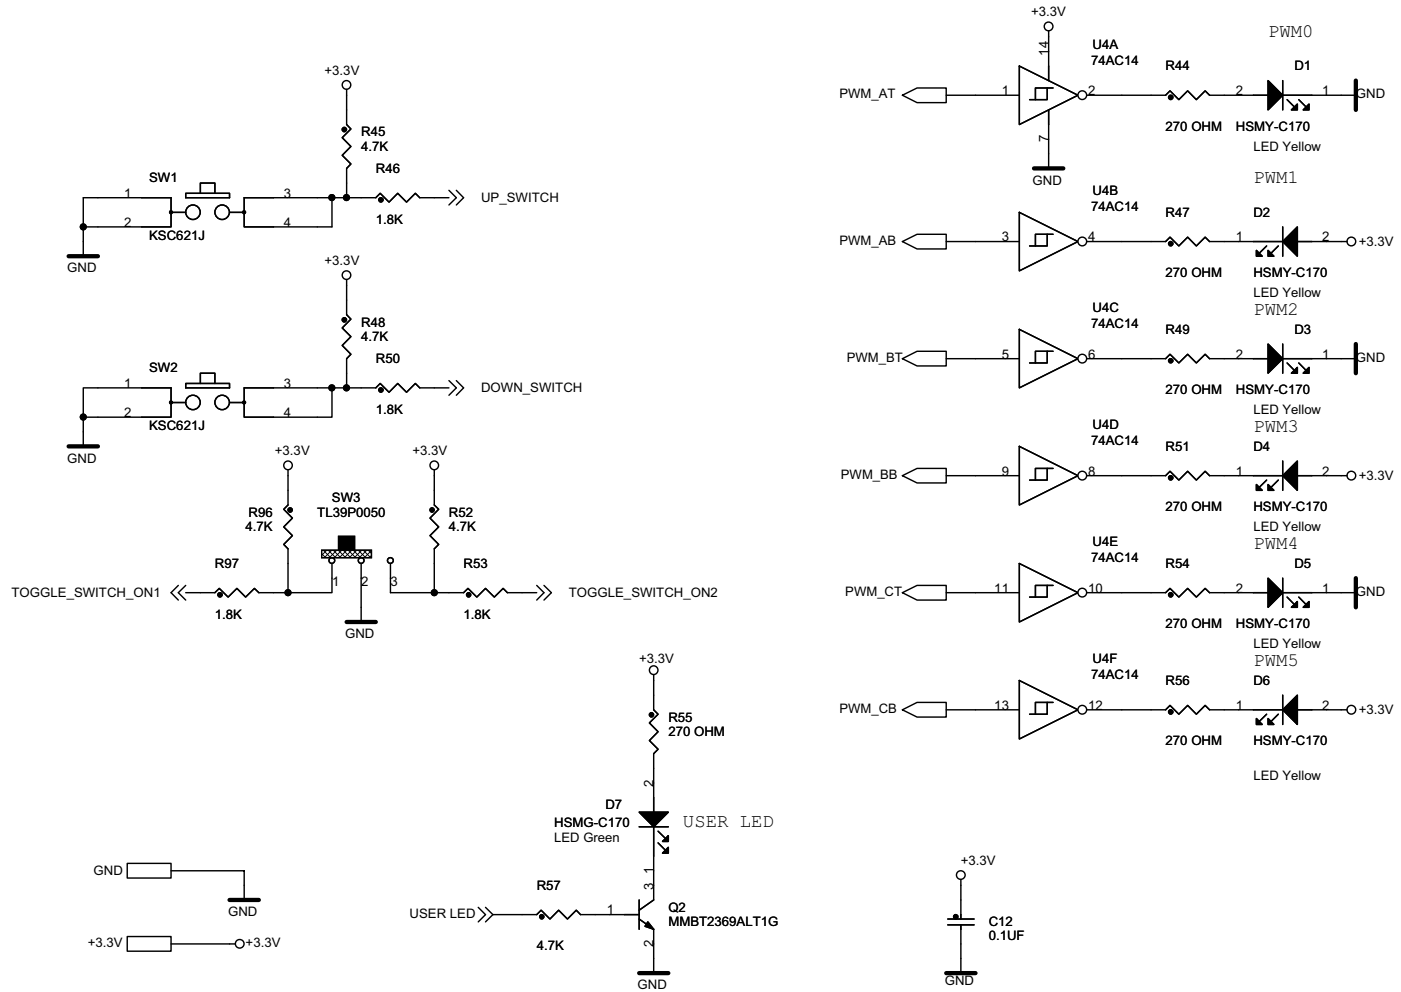 +3.3V
R45
4.7K
R46
SW1
1
3
UP_SWITCH
2
4
1.8K
KSC621J
GND
+3.3V
R48
4.7K
R50
SW2
1
3
DOWN_SWITCH
2
4
1.8K
KSC621J
GND
+3.3V
+3.3V
SW3
TL39P0050
R96
4.7K
R52
4.7K
R97
R53
1
2
3
TOGGLE_SWITCH_ON1
TOGGLE_SWITCH_ON2
1.8K
1.8K
GND
+3.3V
R55
270 OHM
2
D7
HSMG-C170
LED Green
USER LED
1
3
R57
USER LED
1
Q2
MMBT2369ALT1G
4.7K
2
GND
GND
GND
+3.3V
+3.3V
+3.3V
C12
0.1UF
GND
+3.3V
PWM0
14
U4A
74AC14
R44
D1
PWM_AT
1
2
2
1
GND
270 OHM
HSMY-C170
7
LED Yellow
GND
PWM1
U4B
74AC14
R47
D2
PWM_AB
3
4
1
2
+3.3V
270 OHM
HSMY-C170
LED Yellow
PWM2
U4C
74AC14
R49
D3
PWM_BT
5
6
2
1
GND
270 OHM
HSMY-C170
LED Yellow
PWM3
U4D
74AC14
R51
D4
PWM_BB
9
8
1
2
+3.3V
270 OHM
HSMY-C170
LED Yellow
PWM4
U4E
74AC14
R54
D5
PWM_CT
11
10
2
1
GND
270 OHM
HSMY-C170
LED Yellow
PWM5
U4F
74AC14
R56
D6
PWM_CB
13
12
1
2
+3.3V
270 OHM
HSMY-C170
LED Yellow